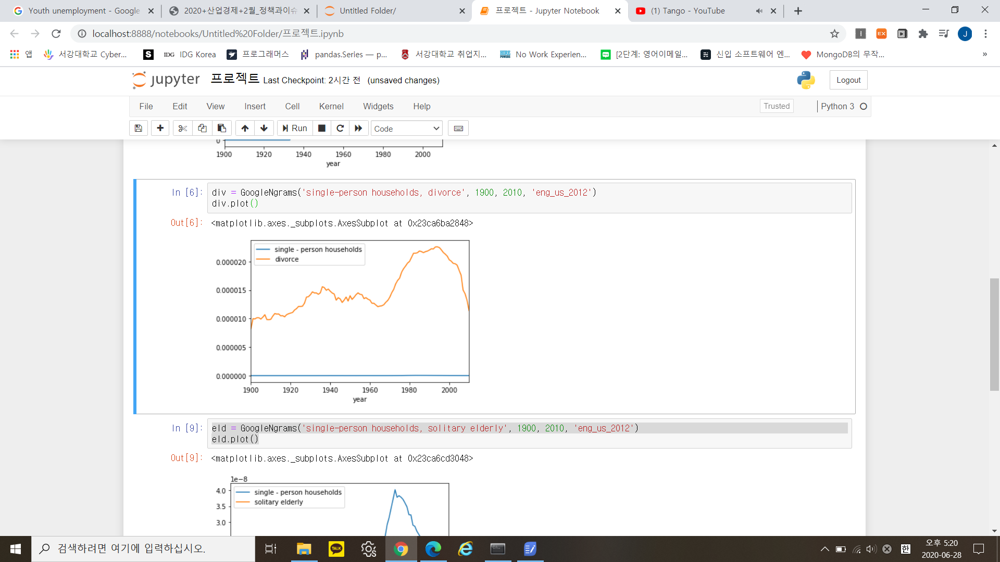 Youth unemployment - Google
2020+산업경제+2월_정책과이슈
Untitled Folder/
프로젝트 - Jupyter Notebook
(1) Tango - YouTube
localhost:8888/notebooks/Untitled%20Folder/프로젝트.ipynb
I
EX
J
앱
서강대학교 Cyber...
S
IDG IDG Korea
프로그래머스
pandas.Series — p...
서강대학교 취업지...
No Work Experien...
[2단계: 영어이메일...
신입 소프트웨어 엔...
MongoDB의 무작...
»
jupyter 프로젝트 Last Checkpoint: 2시간 전 (unsaved changes)
Logout
File Edit View Insert Cell Kernel Widgets Help
Trusted
Python 3
Run
Code
0
1900 1920 1940 1960 1980 2000
year
In [6]: div = GoogleNgrams('single-person households, divorce', 1900, 2010, 'eng_us_2012')
div.plot()
Out[6]: <matplotlib.axes._subplots.AxesSubplot at 0x23ca6ba2848>
single - person households
divorce
0.000020
0.000015
0.000010
0.000005
0.000000
1900 1920 1940 1960 1980 2000
year
In [9]: eld = GoogleNgrams('single-person households, solitary elderly', 1900, 2010, 'eng_us_2012')
eld.plot()
Out[9]: <matplotlib.axes._subplots.AxesSubplot at 0x23ca6cd3048>
1e−8
single - person households
solitary elderly
4.0
3.5
3.0
검색하려면 여기에 입력하십시오.
TALK
한
오후 5:20
2020-06-28